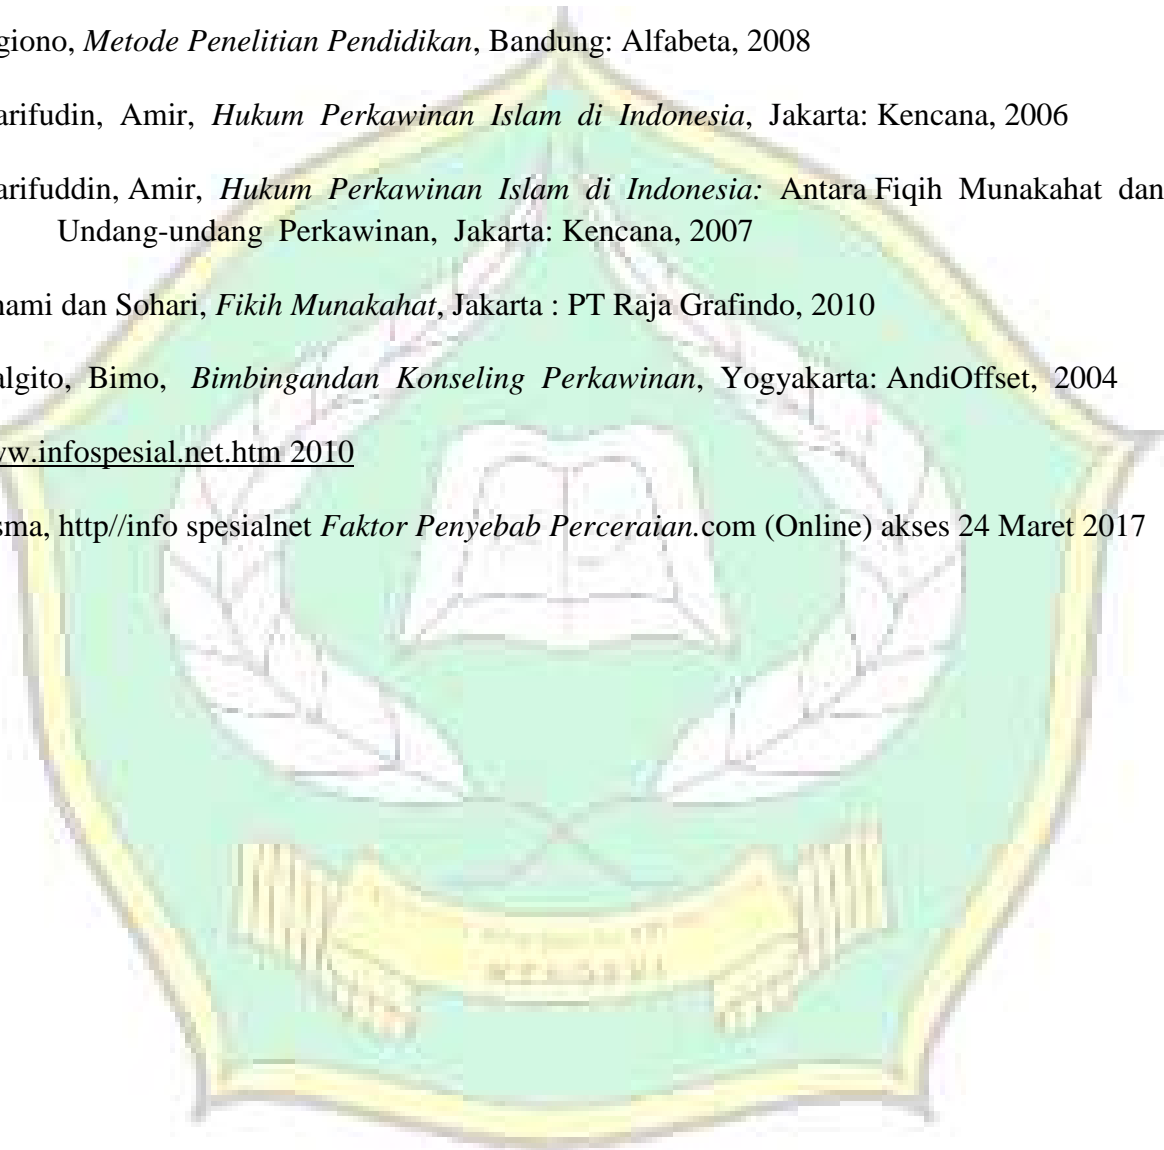 giono, Metode Penelitian Pendidikan, Bandung: Alfabeta, 2008
arifudin, Amir, Hukum Perkawinan Islam di Indonesia, Jakarta: Kencana, 2006
arifuddin, Amir, Hukum Perkawinan Islam di Indonesia: Antara Fiqih Munakahat dan
Undang-undang Perkawinan, Jakarta: Kencana, 2007
ami dan Sohari, Fikih Munakahat, Jakarta : PT Raja Grafindo, 2010
algito, Bimo, Bimbingandan Konseling Perkawinan, Yogyakarta: AndiOffset, 2004
w.infospesial.net.htm 2010
sma, http//info spesialnet Faktor Penyebab Perceraian.com (Online) akses 24 Maret 2017
KENDARI